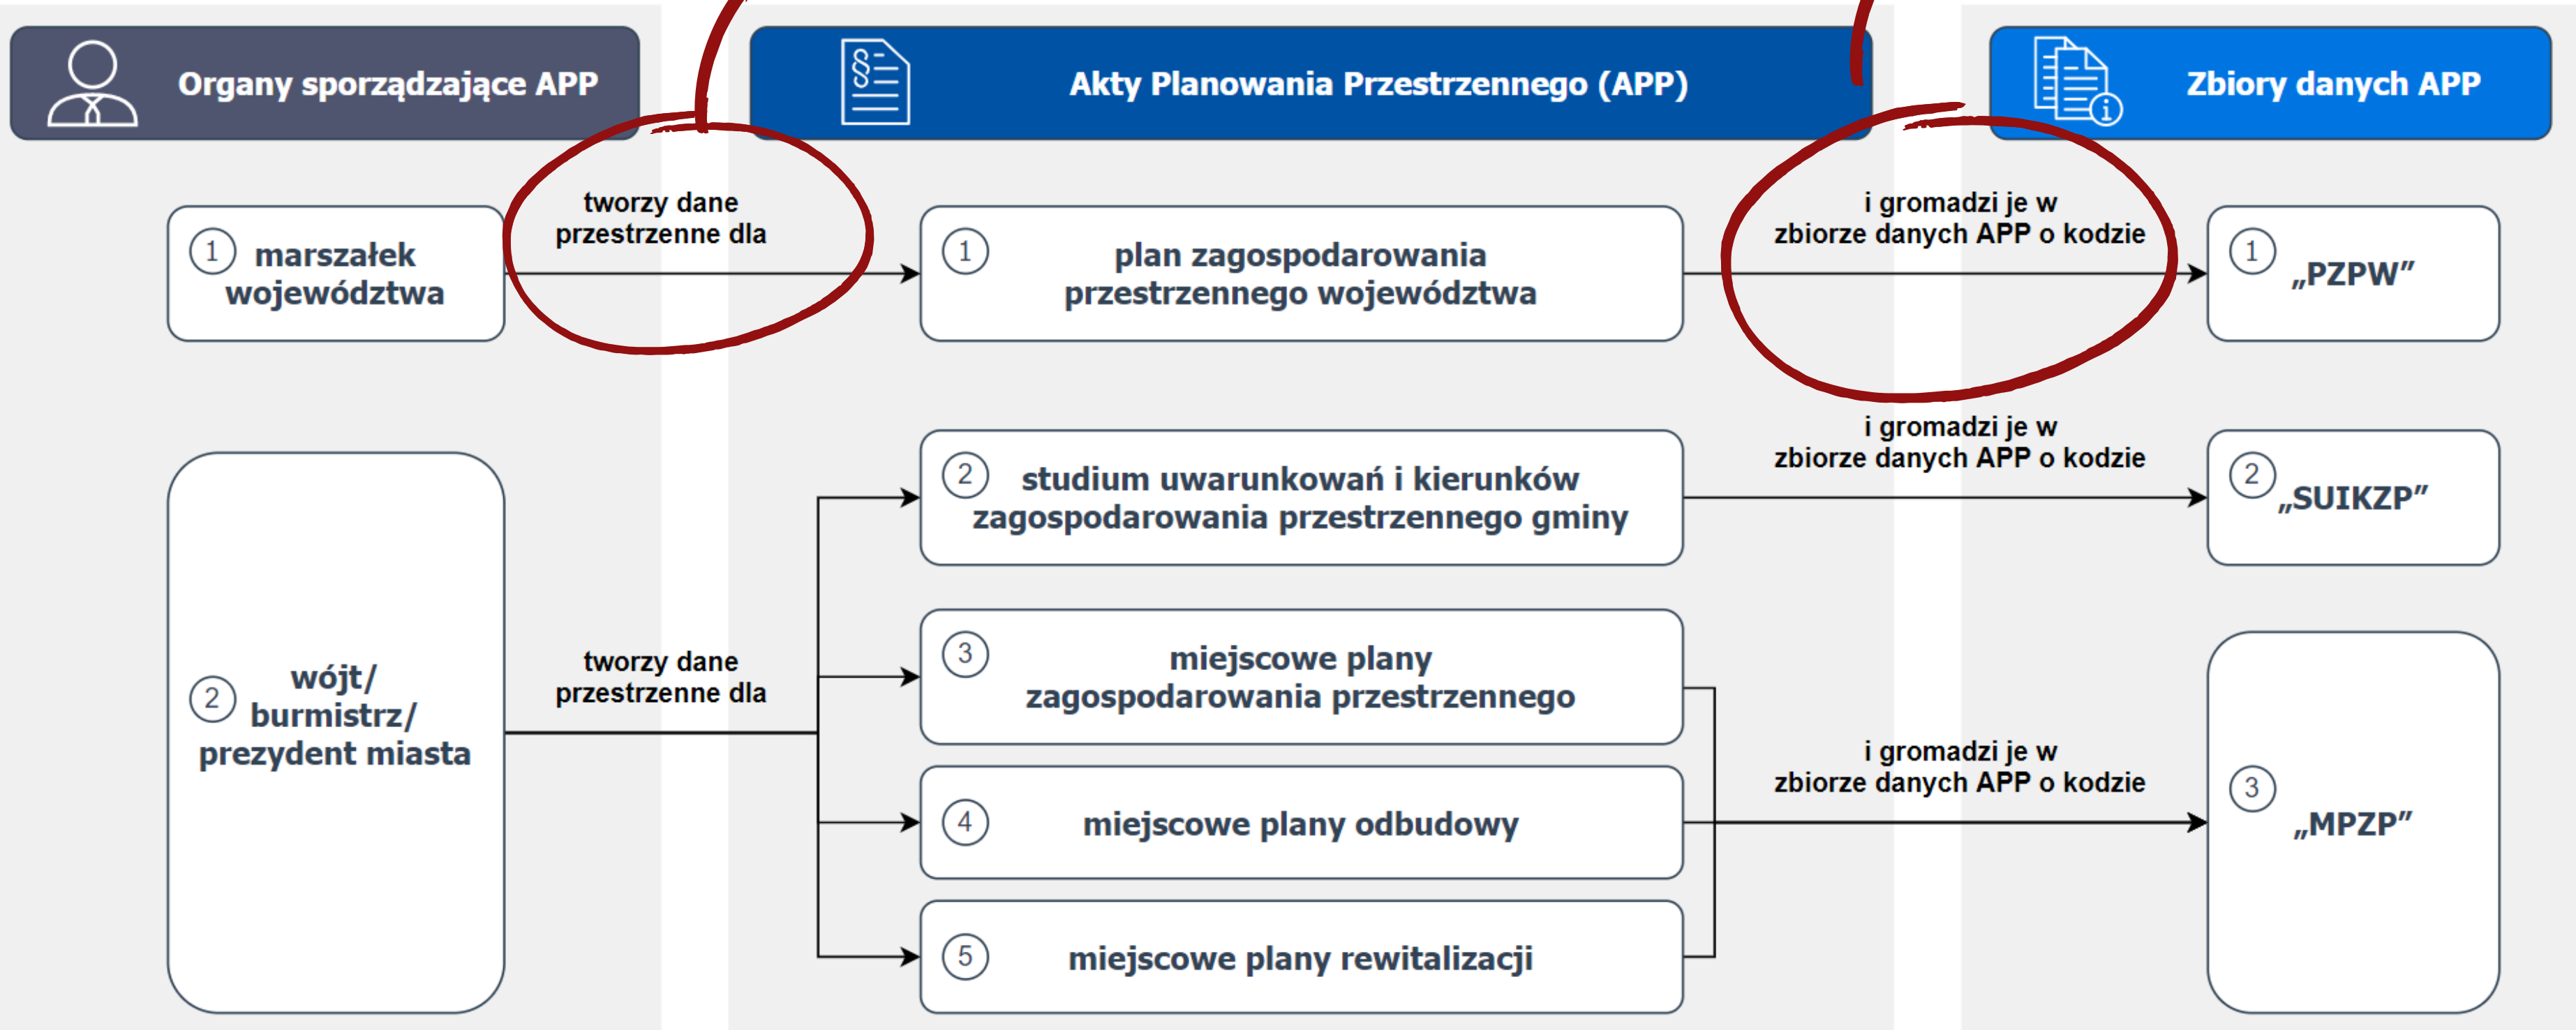 Organy sporządzające APP
Akty Planowania Przestrzennego (APP)
Zbiory danych APP
1
marszałek
województwa
tworzy dane
przestrzenne dla
1
plan zagospodarowania
przestrzennego województwa
i gromadzi je w
zbiorze danych APP o kodzie
1
„PZPW”
2
wójt/
burmistrz/
prezydent miasta
tworzy dane
przestrzenne dla
2
studium uwarunkowań i kierunków
zagospodarowania przestrzennego gminy
i gromadzi je w
zbiorze danych APP o kodzie
2
„SUIKZP”
3
miejscowe plany
zagospodarowania przestrzennego
4
miejscowe plany odbudowy
5
miejscowe plany rewitalizacji
i gromadzi je w
zbiorze danych APP o kodzie
3
„MPZP”